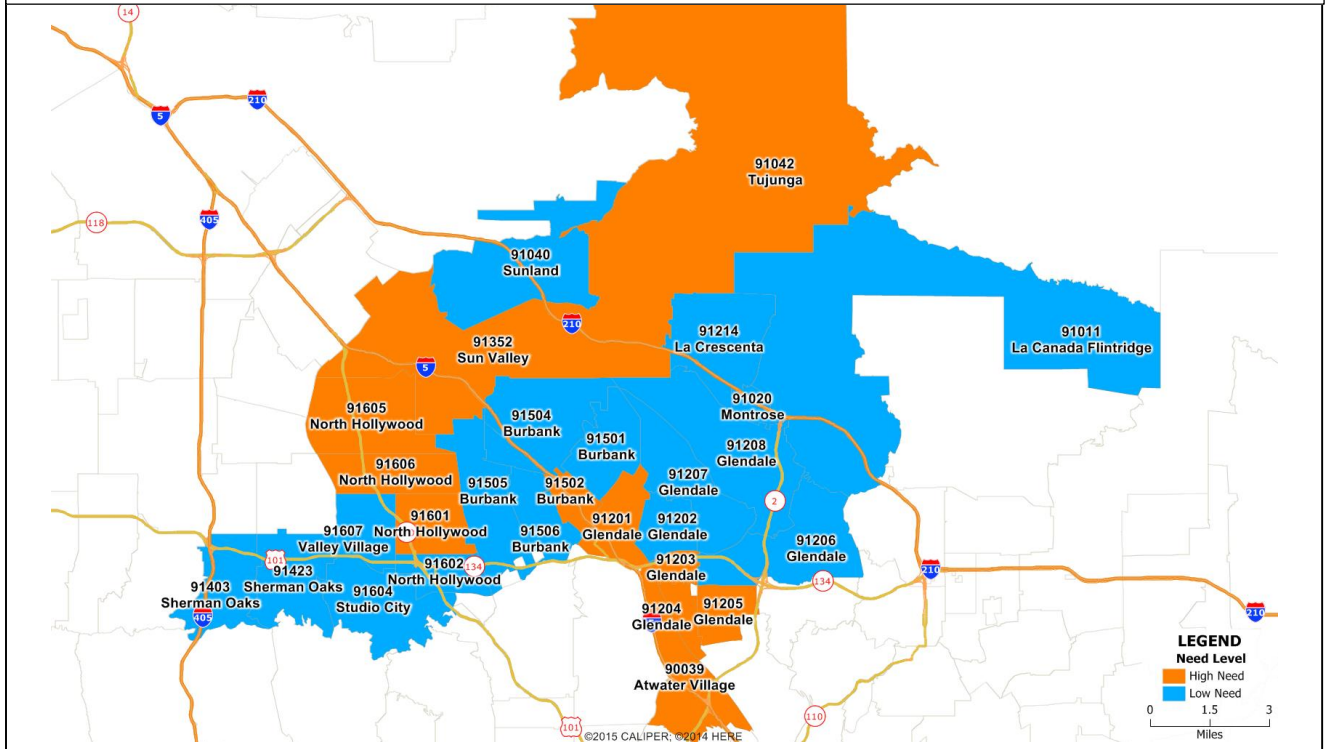 14
210
5
91042
Tujunga
405
118
91040
Sunland
210
91214
La Crescenta
91011
La Canada Flintridge
91352
Sun Valley
5
91020
Montrose
91605
North Hollywood
91504
Burbank
91501
Burbank
91208
Glendale
91606
North Hollywood
91505
Burbank
91502
Burbank
91207
Glendale
2
91601
North Hollywood
91607
Valley Village
91506
Burbank
91201
Glendale
91202
Glendale
91206
Glendale
101
91423
Sherman Oaks
91602
North Hollywood
134
91203
Glendale
134
210
91403
Sherman Oaks
91604
Studio City
405
91204
Glendale
91205
Glendale
210
90039
Atwater Village
LEGEND
Need Level
High Need
Low Need
0 1.5 3
Miles
110
101
©2015 CALIPER; ©2014 HERE